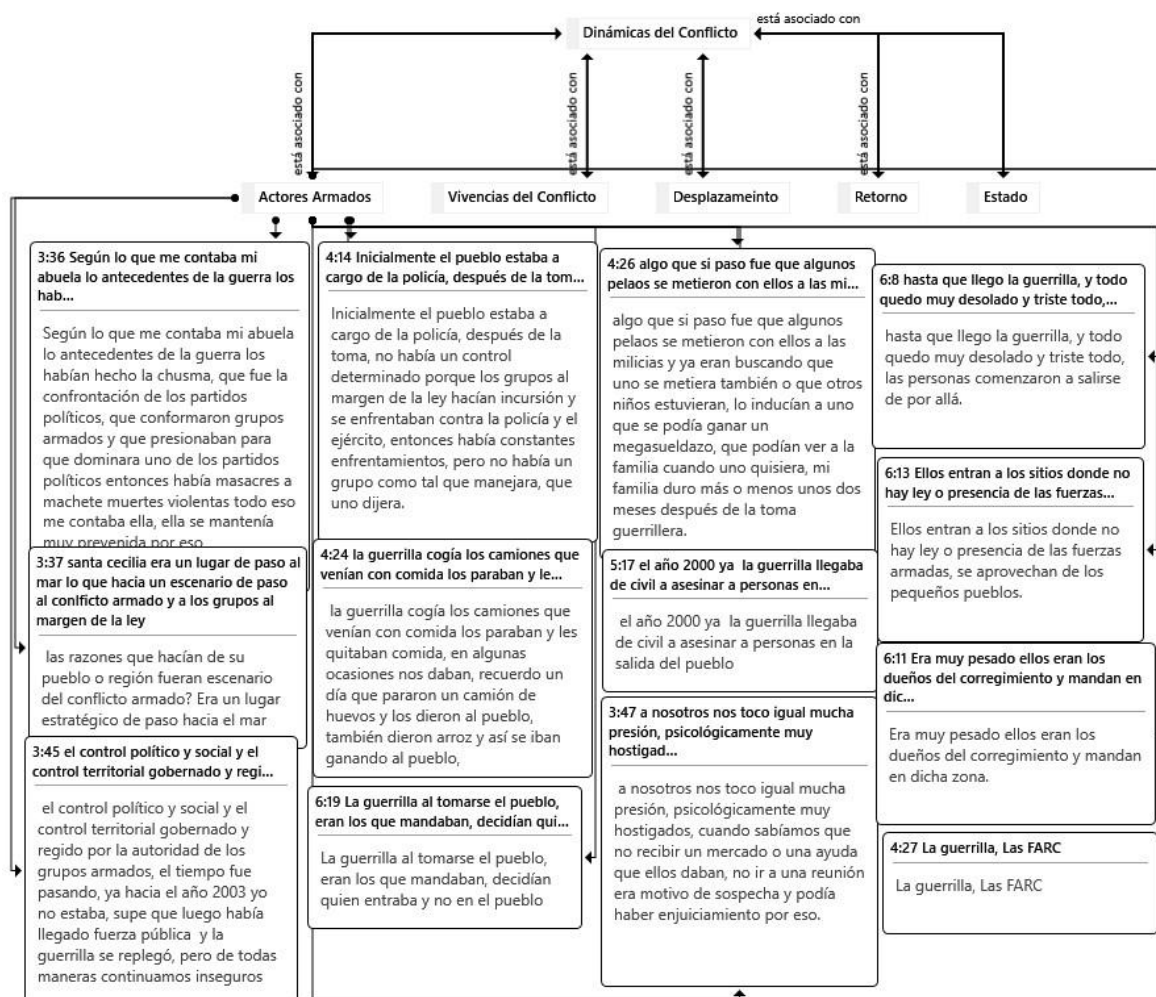 está asociado con
Dinámicas del Conflicto
está asociado con
está asociado con
está asociado con
está asociado con
Actores Armados
Vivencias del Conflicto
Desplazameinto
Retorno
Estado
3:36 Según lo que me contaba mi
abuela lo antecedentes de la guerra los
hab...
Según lo que me contaba mi abuela
lo antecedentes de la guerra los
habían hecho la chusma, que fue la
confrontación de los partidos
políticos, que conformaron grupos
armados y que presionaban para
que dominara uno de los partidos
políticos entonces había masacres a
machete muertes violentas todo eso
me contaba ella, ella se mantenía
muy prevenida por eso
3:37 santa cecilia era un lugar de paso al
mar lo que hacia un escenario de paso
al conlficto armado y a los grupos al
margen de la ley
las razones que hacían de su
pueblo o región fueran escenario
del conflicto armado? Era un lugar
estratégico de paso hacia el mar
3:45 el control político y social y el
control territorial gobernado y regi...
el control político y social y el
control territorial gobernado y
regido por la autoridad de los
grupos armados, el tiempo fue
pasando, ya hacia el año 2003 yo
no estaba, supe que luego había
llegado fuerza pública y la
guerrilla se replegó, pero de todas
maneras continuamos inseguros
4:14 Inicialmente el pueblo estaba a
cargo de la policía, después de la tom...
Inicialmente el pueblo estaba a
cargo de la policía, después de la
toma, no había un control
determinado porque los grupos al
margen de la ley hacían incursión y
se enfrentaban contra la policía y el
ejército, entonces había constantes
enfrentamientos, pero no había un
grupo como tal que manejara, que
uno dijera.
4:24 la guerrilla cogía los camiones que
venían con comida los paraban y le...
la guerrilla cogía los camiones que
venían con comida los paraban y les
quitaban comida, en algunas
ocasiones nos daban, recuerdo un
día que pararon un camión de
huevos y los dieron al pueblo,
también dieron arroz y así se iban
ganando al pueblo,
6:19 La guerrilla al tomarse el pueblo,
eran los que mandaban, decidían qui...
La guerrilla al tomarse el pueblo,
eran los que mandaban, decidían
quien entraba y no en el pueblo
4:26 algo que si paso fue que algunos
pelaos se metieron con ellos a las mi...
algo que si paso fue que algunos
pelaos se metieron con ellos a las
milicias y ya eran buscando que
uno se metiera también o que otros
niños estuvieran, lo inducían a uno
que se podía ganar un
megasueldazo, que podían ver a la
familia cuando uno quisiera, mi
familia duro más o menos unos dos
meses después de la toma
guerrillera.
5:17 el año 2000 ya la guerrilla llegaba
de civil a asesinar a personas en...
el año 2000 ya la guerrilla llegaba
de civil a asesinar a personas en la
salida del pueblo
3:47 a nosotros nos toco igual mucha
presión, psicológicamente muy
hostigad...
a nosotros nos toco igual mucha
presión, psicológicamente muy
hostigados, cuando sabíamos que
no recibir un mercado o una ayuda
que ellos daban, no ir a una reunión
era motivo de sospecha y podía
haber enjuiciamiento por eso.
6:8 hasta que llego la guerrilla, y todo
quedo muy desolado y triste todo,...
hasta que llego la guerrilla, y todo
quedo muy desolado y triste todo,
las personas comenzaron a salirse
de por allá.
6:13 Ellos entran a los sitios donde no
hay ley o presencia de las fuerzas...
Ellos entran a los sitios donde no
hay ley o presencia de las fuerzas
armadas, se aprovechan de los
pequeños pueblos.
6:11 Era muy pesado ellos eran los
dueños del corregimiento y mandan en
dic...
Era muy pesado ellos eran los
dueños del corregimiento y mandan
en dicha zona.
4:27 La guerrilla, Las FARC
La guerrilla, Las FARC